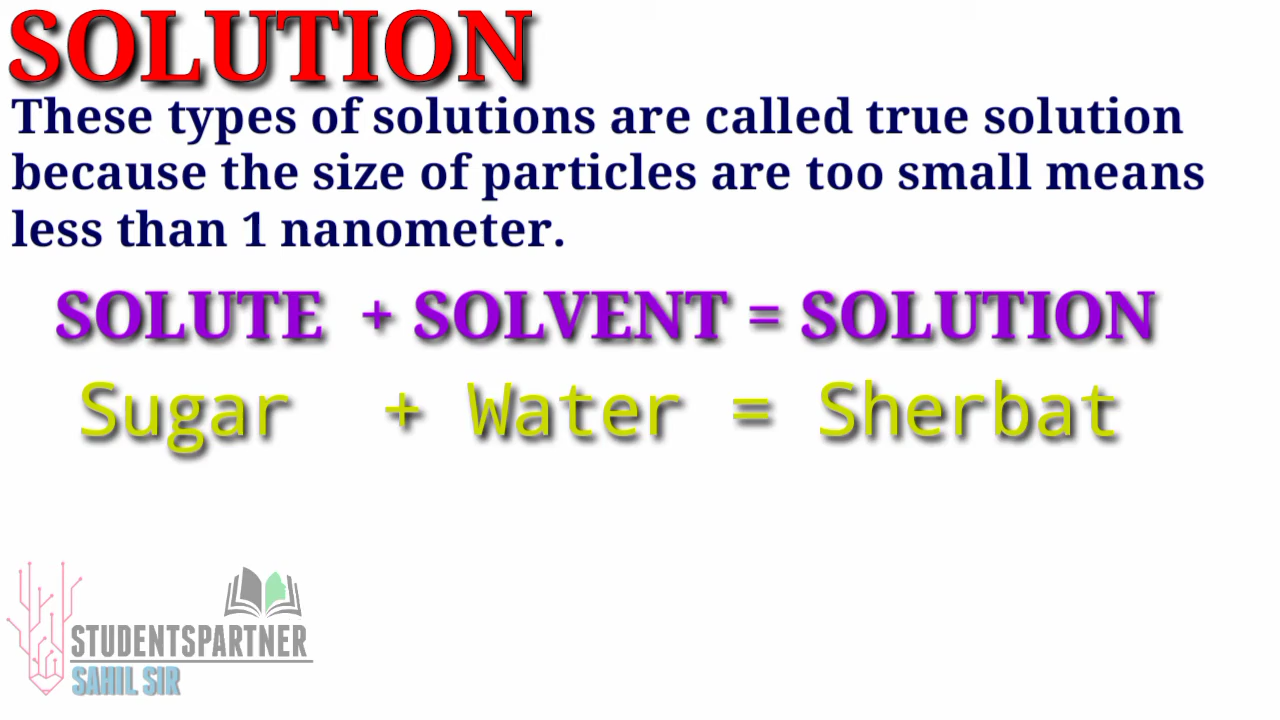 SOLUTION
These types of solutions are called true solution
because the size of particles are too small means
less than 1 nanometer.
SOLUTE + SOLVENT = SOLUTION
Sugar + Water = Sherbat
STUDENTSPARTNER
SAHIL SIR